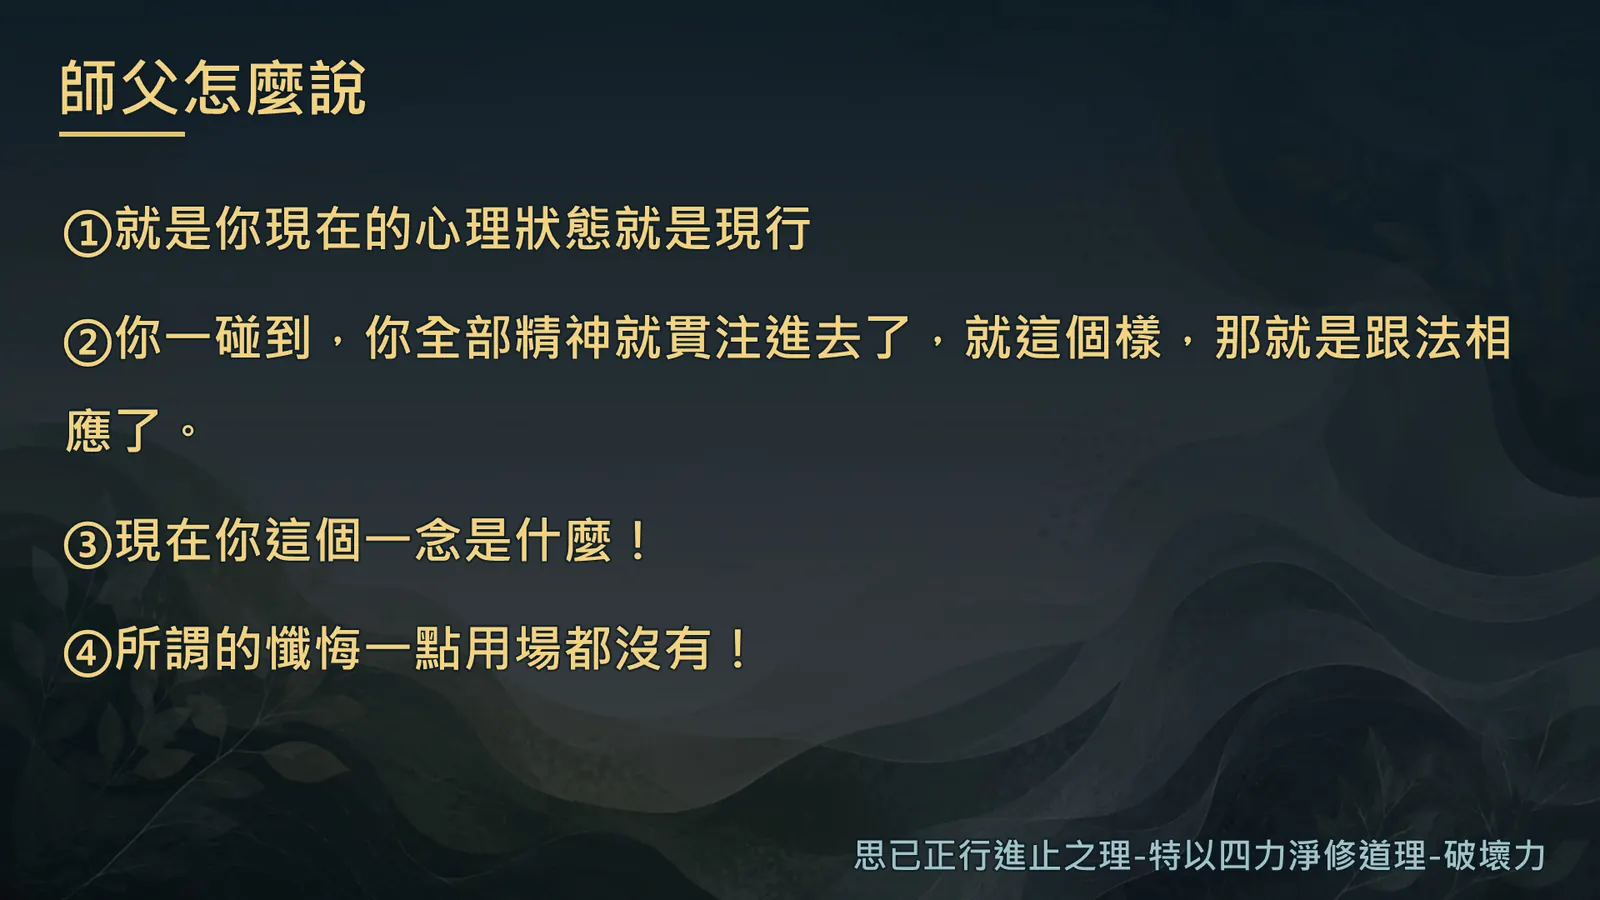 師父怎麼說
①就是你現在的心理狀態就是現行
②你一碰到，你全部精神就貫注進去了，就這個樣，那就是跟法相
應了。
③現在你這個一念是什麼！
④所謂的懺悔一點用場都沒有！
思已正行進止之理-特以四力淨修道理-破壞力